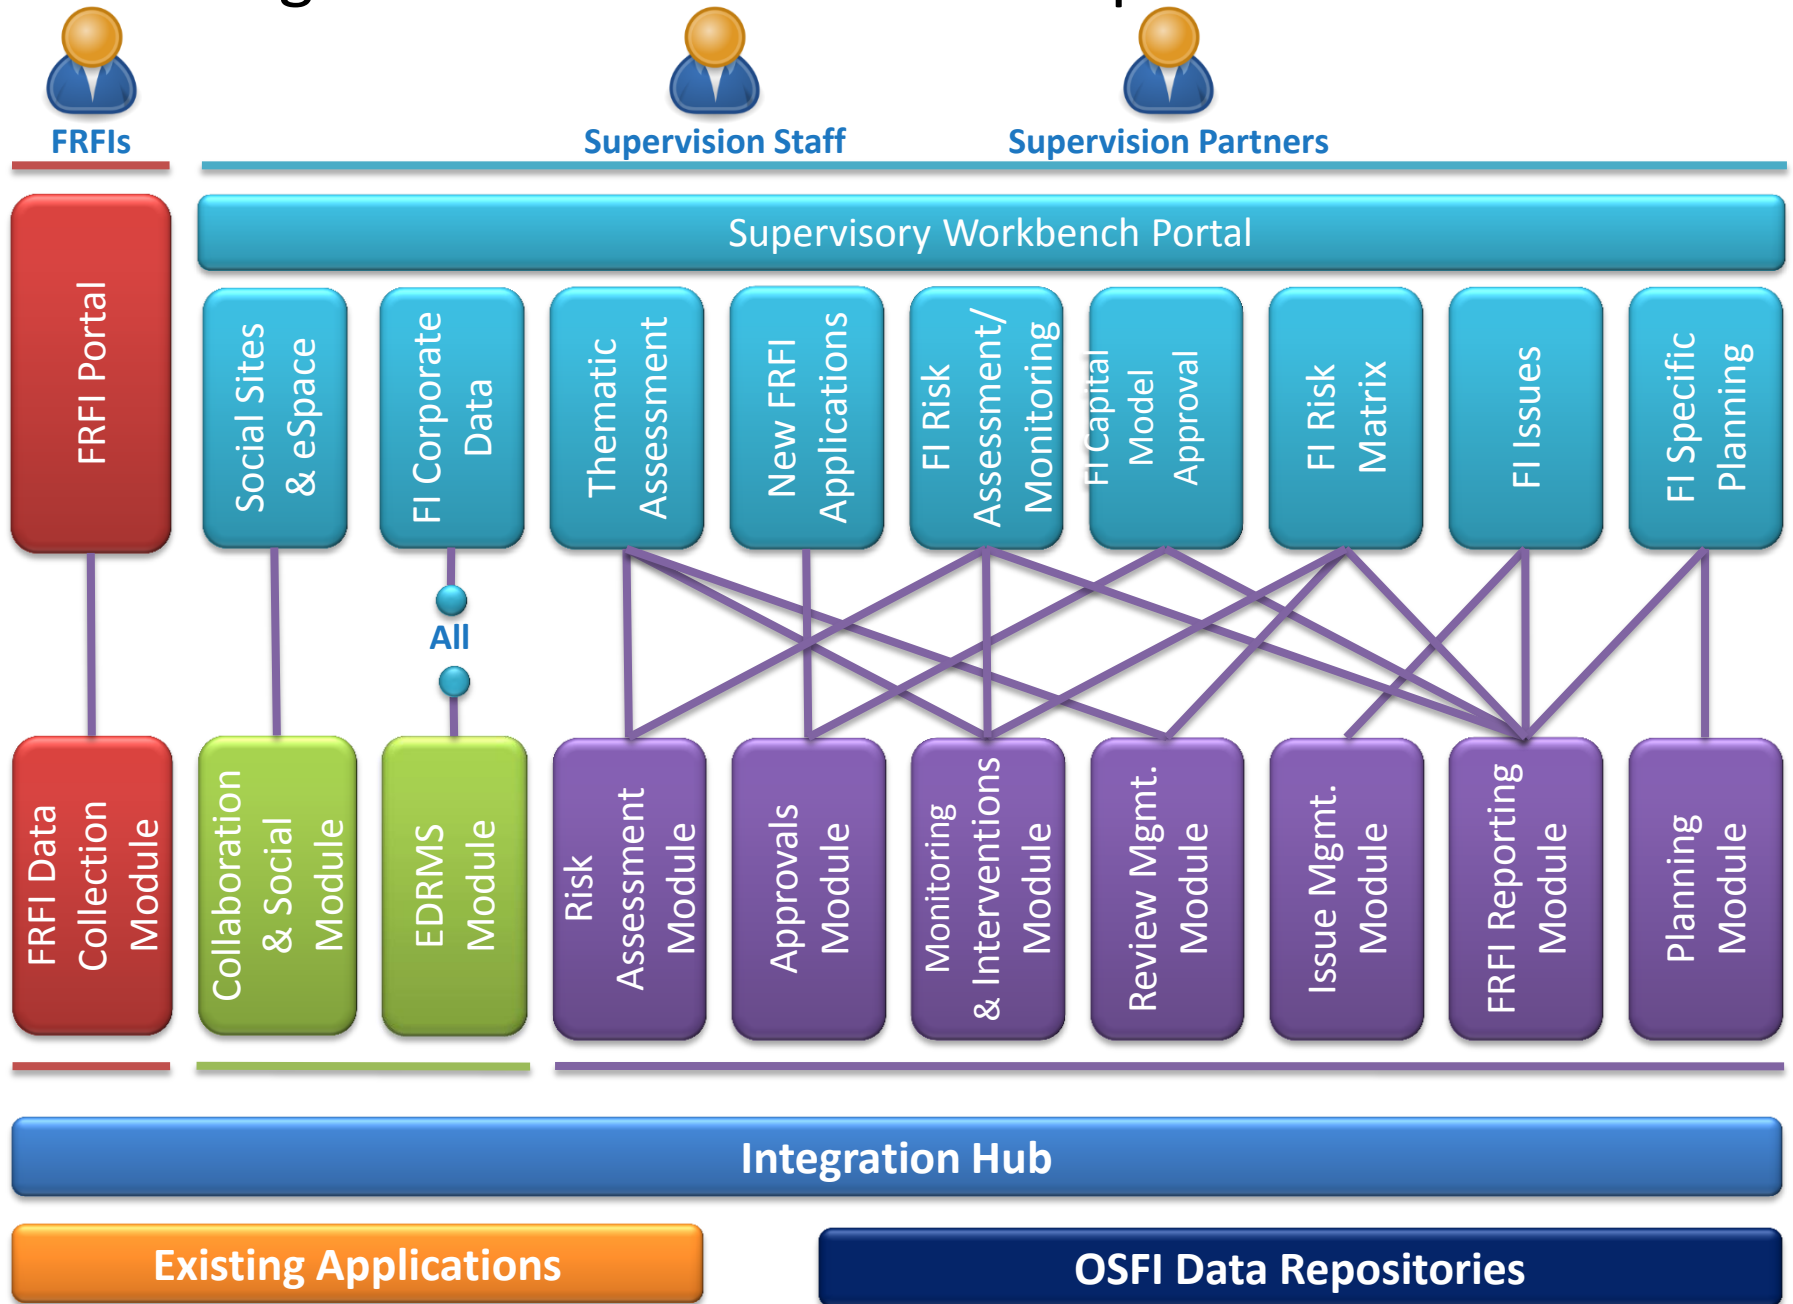 FRFIs
Supervision Staff
Supervision Partners
Supervisory Workbench Portal
FRFI Portal
Social Sites
& eSpace
FI Corporate
Data
Thematic
Assessment
New FRFI
Applications
FI Risk
Assessment/
Monitoring
FI Capital
Model
Approval
FI Risk
Matrix
FI Issues
FI Specific
Planning
All
FRFI Data
Collection
Module
Collaboration
& Social
Module
EDRMS
Module
Risk
Assessment
Module
Approvals
Module
Monitoring
& Interventions
Module
Review Mgmt.
Module
Issue Mgmt.
Module
FRFI Reporting
Module
Planning
Module
Integration Hub
Existing Applications
OSFI Data Repositories